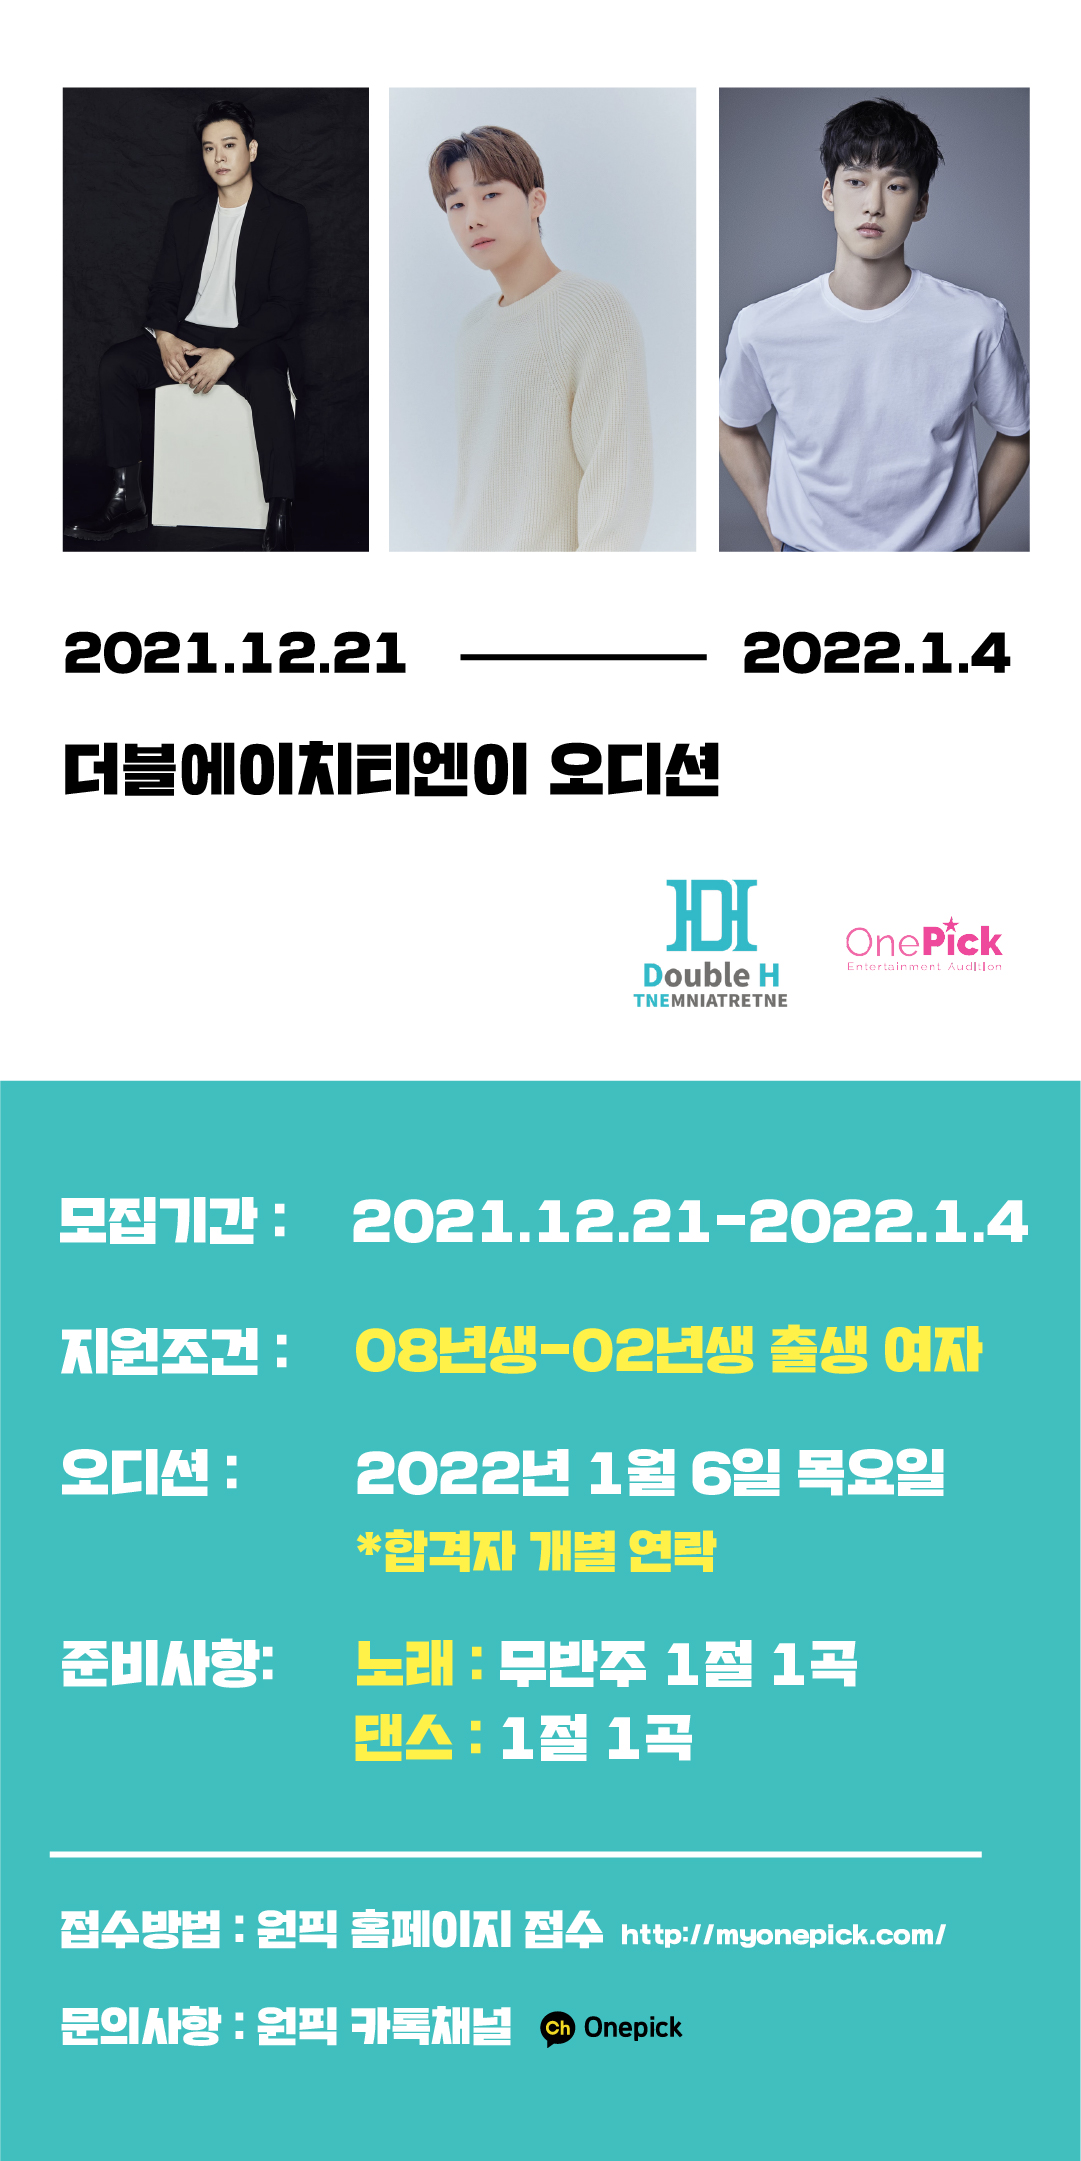 2021.12.21 — 2022.1.4
더블에이치티엔이 오디션
Double H
TNEMNIATRETNE
OnePick
Entertainment Audition
모집기간 : 2021.12.21-2022.1.4
지원조건 : 08년생-02년생 출생 여자
오디션 : 2022년 1월 6일 목요일
*합격자 개별 연락
준비사항: 노래 : 무반주 1절 1곡
댄스 : 1절 1곡
접수방법 : 원픽 홈페이지 접수 http://myonepick.com/
문의사항 : 원픽 카톡채널 Ch Onepick